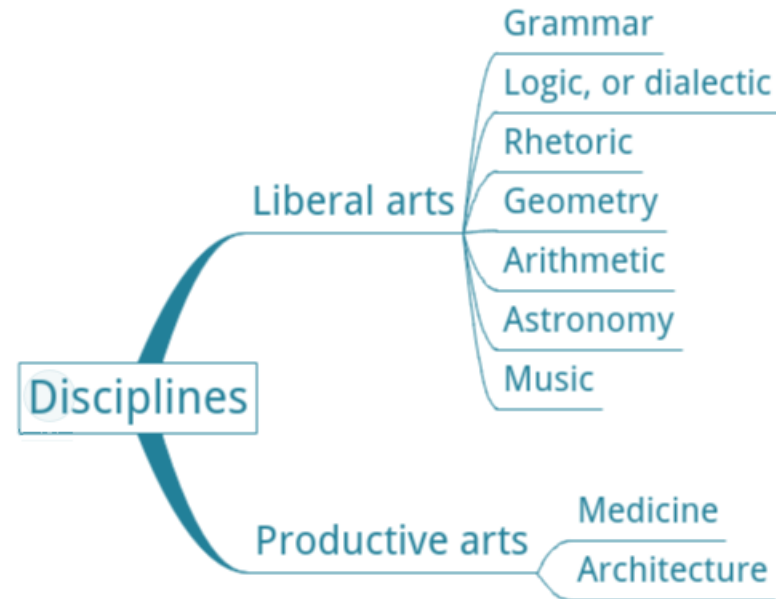 Grammar
Logic, or dialectic
Rhetoric
Liberal arts
Geometry
Arithmetic
Astronomy
Music
Disciplines
Medicine
Productive arts
Architecture